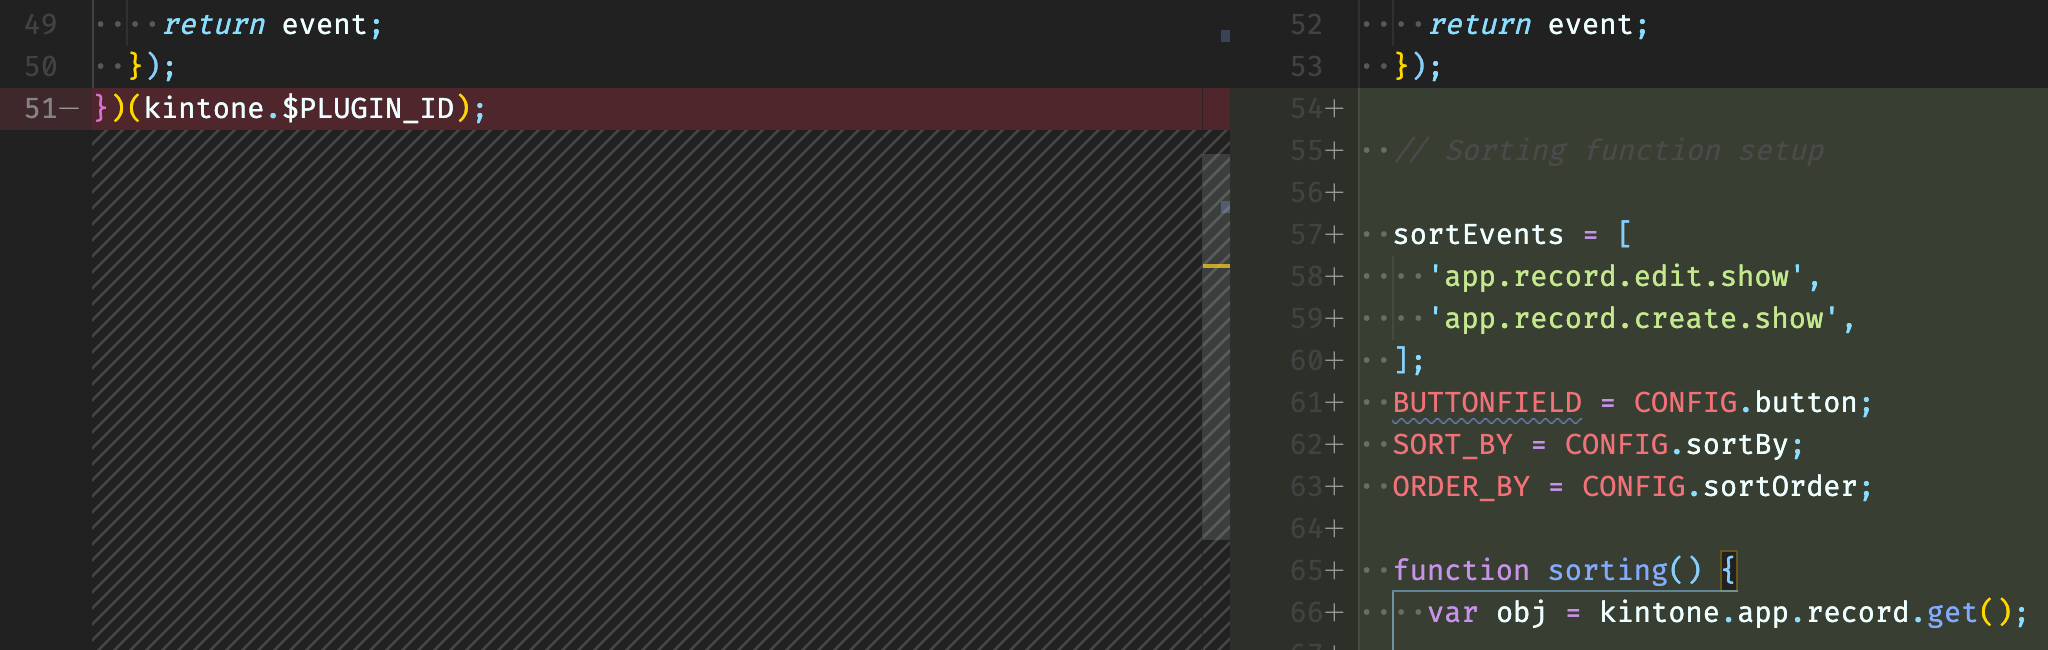 49 return event;
50 });
51— })(kintone.$PLUGIN_ID);
52 return event;
53 });
54+
55+ // Sorting function setup
56+
57+ sortEvents = [
58+ 'app.record.edit.show',
59+ 'app.record.create.show',
60+ ];
61+ BUTTONFIELD = CONFIG.button;
62+ SORT_BY = CONFIG.sortBy;
63+ ORDER_BY = CONFIG.sortOrder;
64+
65+ function sorting() {
66+ var obj = kintone.app.record.get();